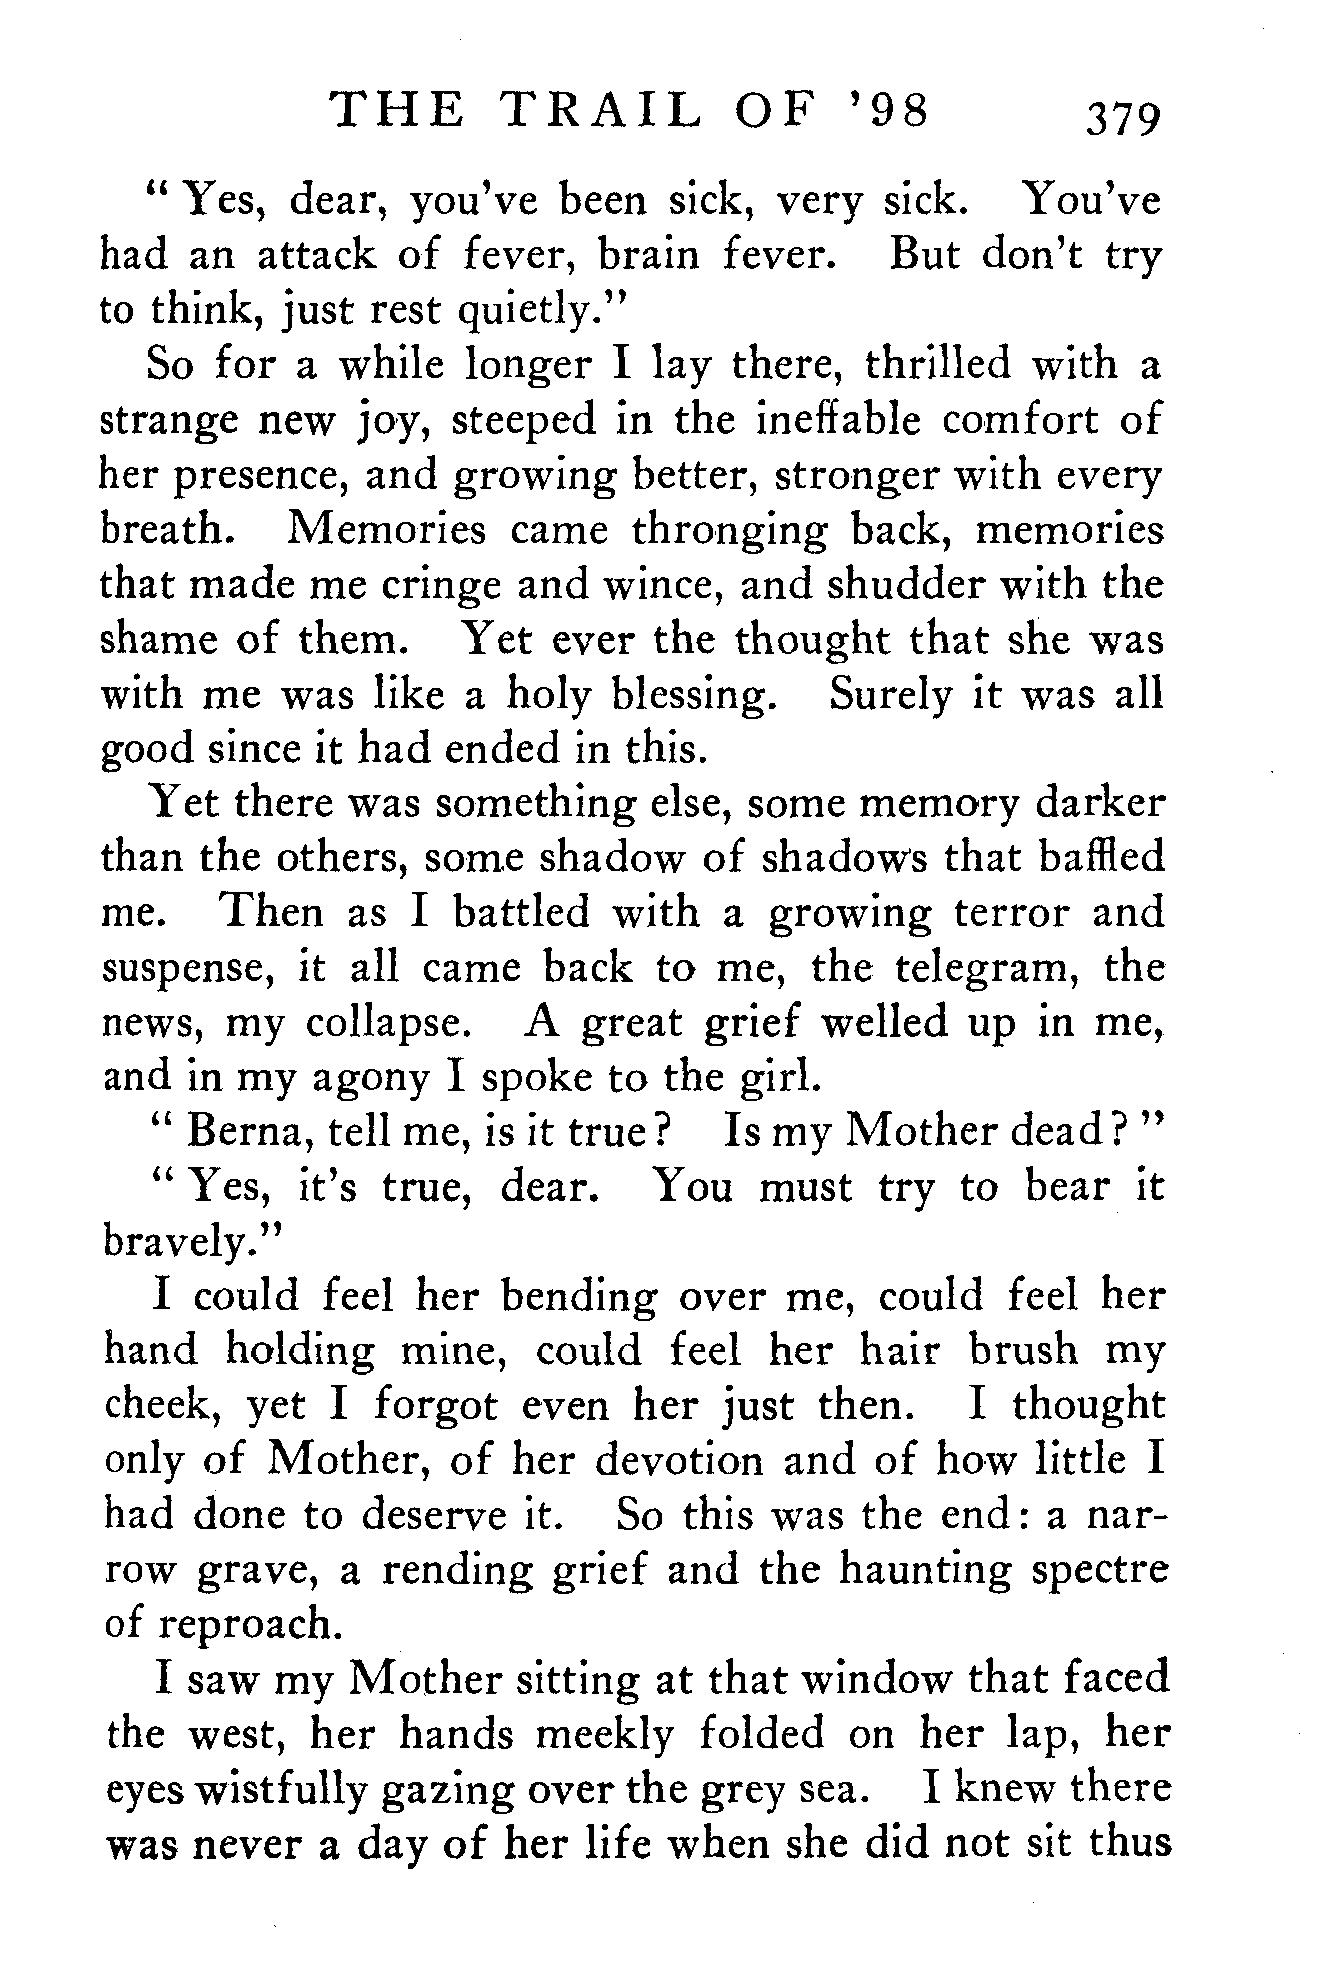 THE TRAIL OF '98 379
" Yes, dear, you've been sick, very sick. You've
had an attack of fever, brain fever. But don't try
to think, just rest quietly."
So for a while longer I lay there, thrilled with a
strange new joy, steeped in the ineffable comfort of
her presence, and growing better, stronger with every
breath. Memories came thronging back, memories
that made me cringe and wince, and shudder with the
shame of them. Yet ever the thought that she was
with me was like a holy blessing. Surely it was all
good since it had ended in this.
Yet there was something else, some memory darker
than the others, some shadow of shadows that baffled
me. Then as I battled with a growing terror and
suspense, it all came back to me, the telegram, the
news, my collapse. A great grief welled up in me,
and in my agony I spoke to the girl.
" Berna, tell me, is it true? Is my Mother dead? "
" Yes, it's true, dear. You must try to bear it
bravely."
I could feel her bending over me, could feel her
hand holding mine, could feel her hair brush my
cheek, yet I forgot even her just then. I thought
only of Mother, of her devotion and of how little I
had done to deserve it. So this was the end: a nar-
row grave, a rending grief and the haunting spectre
of reproach.
I saw my Mother sitting at that window that faced
the west, her hands meekly folded on her lap, her
eyes wistfully gazing over the grey sea. I knew there
was never a day of her life when she did not sit thus